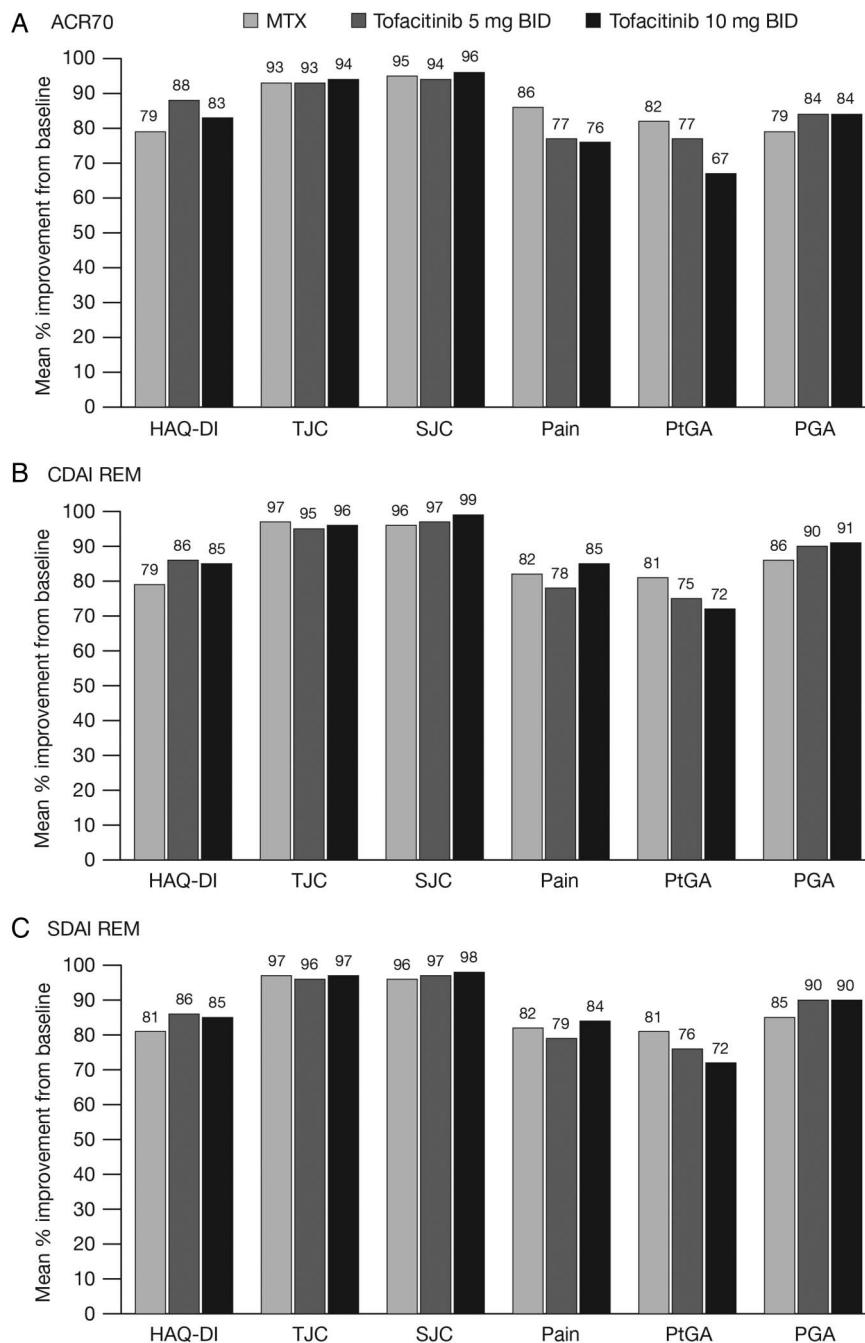 A ACR70 MTX Tofacitinib 5 mg BID Tofacitinib 10 mg BID
Mean % improvement from baseline
100
90
80
70
60
50
40
30
20
10
0
79 88 83 93 93 94 95 94 96 86 77 76 82 77 67 79 84 84
HAQ-DI TJC SJC Pain PtGA PGA
B CDAI REM
Mean % improvement from baseline
100
90
80
70
60
50
40
30
20
10
0
79 86 85 97 95 96 96 97 99 82 78 85 81 75 72 86 90 91
HAQ-DI TJC SJC Pain PtGA PGA
C SDAI REM
Mean % improvement from baseline
100
90
80
70
60
50
40
30
20
10
0
81 86 85 97 96 97 96 97 98 82 79 84 81 76 72 85 90 90
HAQ-DI TJC SJC Pain PtGA PGA